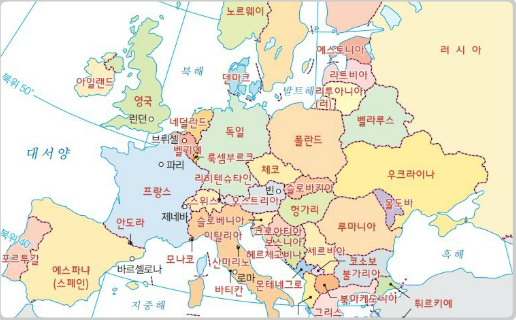 노르웨이
에스토니아
러 시 아
북해
덴마크
라트비아
아일랜드
발트해
리투아니아
북위 50°
영국
러
런던
네덜란드
벨라루스
독일
폴란드
브뤼셀
벨기에
대서양
룩셈부르크
파리
체코
우크라이나
리히텐슈타인
빈
슬로바키아
프랑스
스위스
오스트리아
헝가리
몰도바
제네바
슬로베니아
루마니아
안도라
크로아티아
북위 40°
이탈리아
보스니아
헤르체고비나
세르비아
흑해
포르투갈
모나코
산마리노
코소보
에스파냐
(스페인)
바르셀로나
로마
불가리아
몬테네그로
바티칸
북마케도니아
지중해
튀르키예
그리스